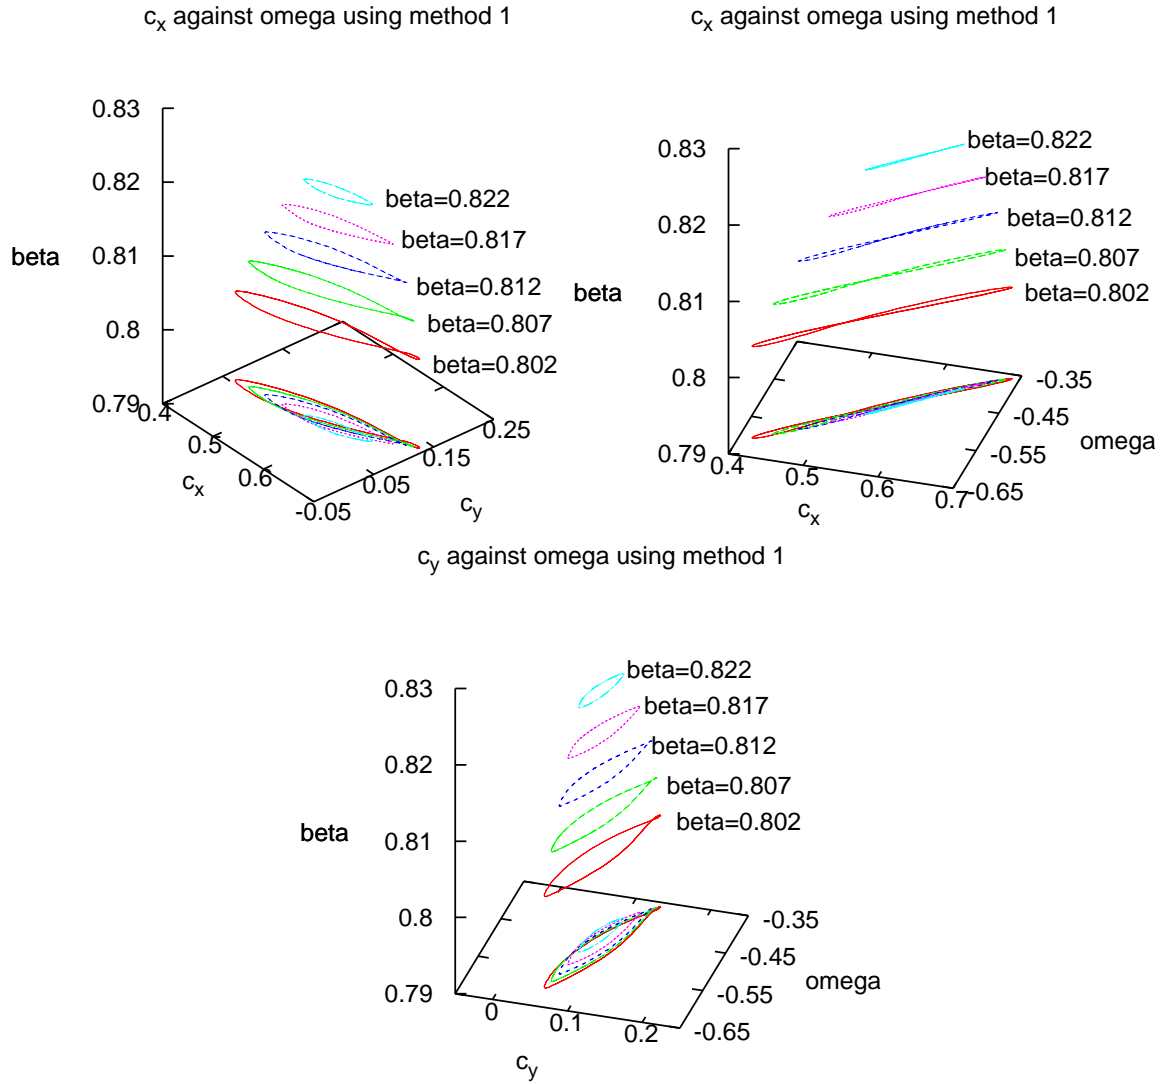 c_x against omega using method 1
c_x against omega using method 1
0.83
0.82
0.81
0.8
0.79
beta
beta=0.822
beta=0.817
beta=0.812
beta=0.807
beta=0.802
0.4
0.5
0.6
c_x
-0.05
0.05
0.15
0.25
c_y
0.83
0.82
0.81
0.8
0.79
beta
beta=0.822
beta=0.817
beta=0.812
beta=0.807
beta=0.802
0.4
0.5
0.6
0.7
c_x
-0.35
-0.45
-0.55
-0.65
omega
c_y against omega using method 1
0.83
0.82
0.81
0.8
0.79
beta
beta=0.822
beta=0.817
beta=0.812
beta=0.807
beta=0.802
0
0.1
0.2
c_y
-0.35
-0.45
-0.55
-0.65
omega